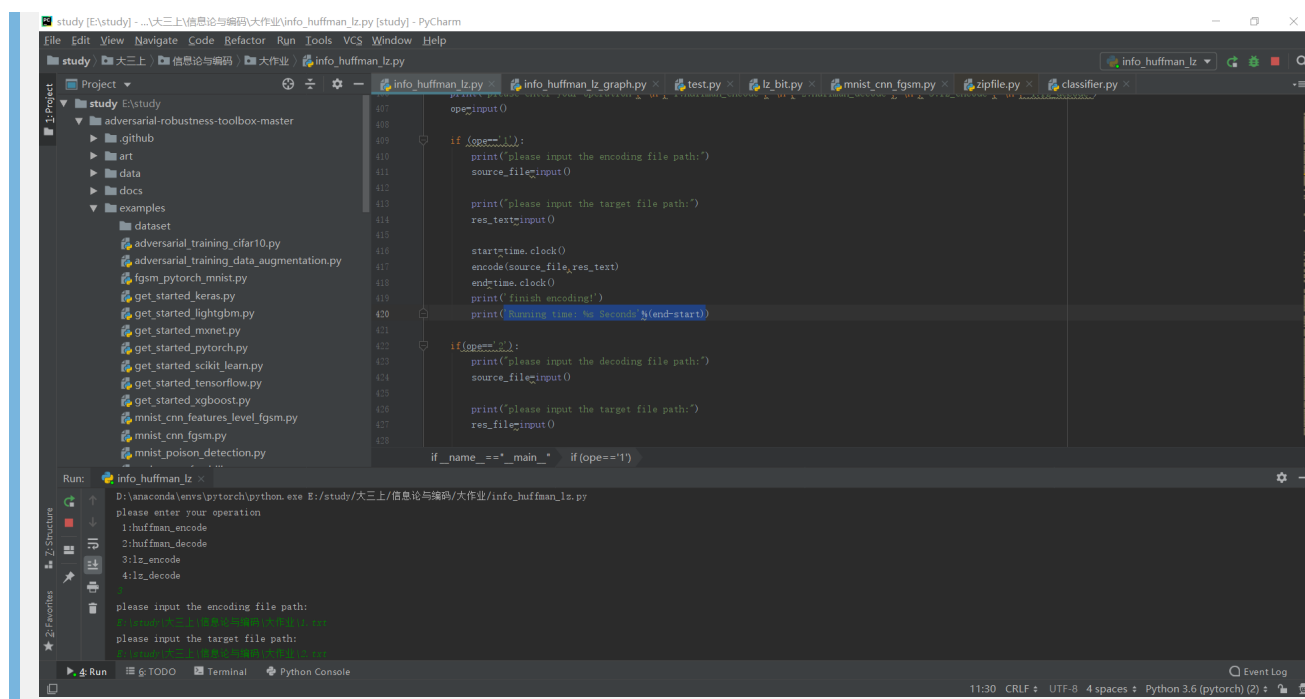 study [E:\study] - ...\大三上\信息论与编码\大作业\info_huffman_lz.py [study] - PyCharm
File Edit View Navigate Code Refactor Run Tools VCS Window Help
study 大三上 信息论与编码 大作业 info_huffman_lz.py
info_huffman_lz
Project
info_huffman_lz.py info_huffman_lz_graph.py test.py lz_bit.py mnist_cnn_fgsm.py zipfile.py classifier.py
1: Project
study E:\study
adversarial-robustness-toolbox-master
.github
art
data
docs
examples
dataset
adversarial_training_cifar10.py
adversarial_training_data_augmentation.py
fgsm_pytorch_mnist.py
get_started_keras.py
get_started_lightgbm.py
get_started_mxnet.py
get_started_pytorch.py
get_started_scikit_learn.py
get_started_tensorflow.py
get_started_xgboost.py
mnist_cnn_features_level_fgsm.py
mnist_cnn_fgsm.py
mnist_poison_detection.py
407 ope=input()
408
409 if (ope=='1'):
410 print("please input the encoding file path:")
411 source_file=input()
412
413 print("please input the target file path:")
414 res_text=input()
415
416 start=time.clock()
417 encode(source_file,res_text)
418 end=time.clock()
419 print('finish encoding!')
420 print('Running time: %s Seconds'%(end-start))
421
422 if(ope=='2'):
423 print("please input the decoding file path:")
424 source_file=input()
425
426 print("please input the target file path:")
427 res_file=input()
428
if __name__=="__main__" if (ope=='1')
Run: info_huffman_lz
D:\anaconda\envs\pytorch\python.exe E:/study/大三上/信息论与编码/大作业/info_huffman_lz.py
please enter your operation
1:huffman_encode
2:huffman_decode
3:lz_encode
4:lz_decode
3
please input the encoding file path:
E:\study\大三上\信息论与编码\大作业\1.txt
please input the target file path:
E:\study\大三上\信息论与编码\大作业\2.txt
Z: Structure
2: Favorites
4: Run 6: TODO Terminal Python Console Event Log
11:30 CRLF UTF-8 4 spaces Python 3.6 (pytorch) (2)